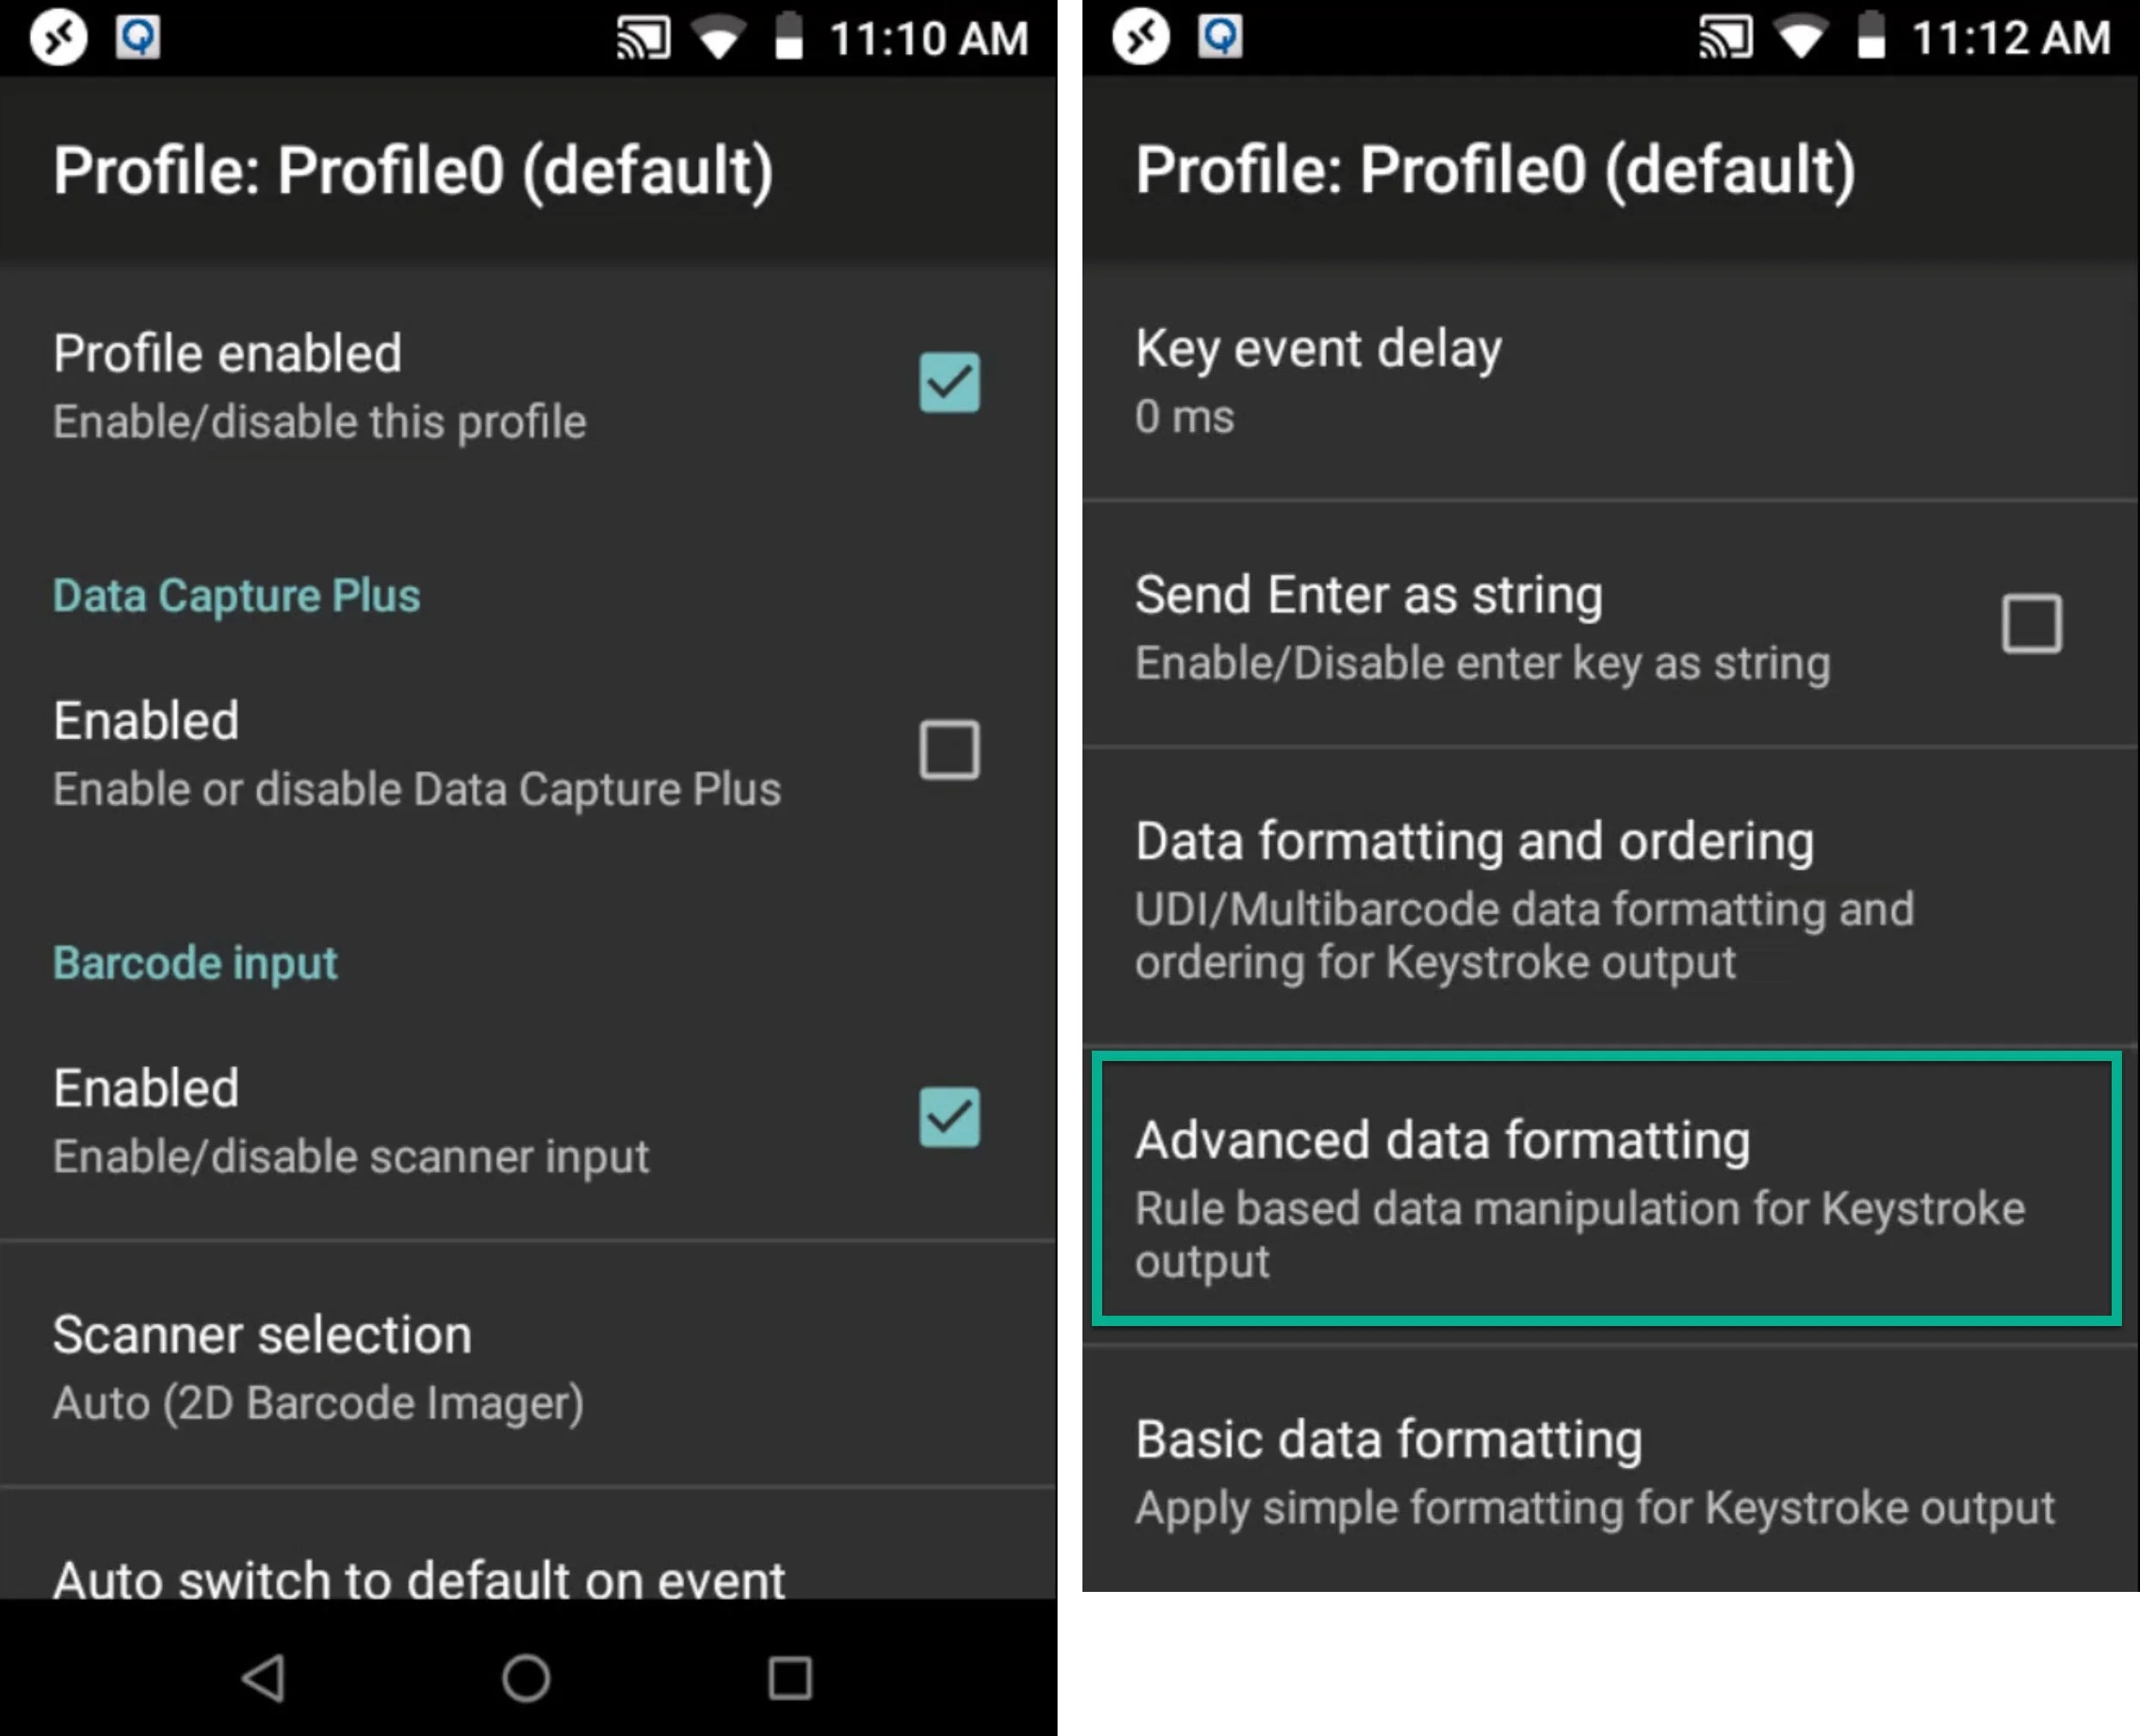 11:10 AM
Profile: Profile0 (default)
Profile enabled
Enable/disable this profile
Data Capture Plus
Enabled
Enable or disable Data Capture Plus
Barcode input
Enabled
Enable/disable scanner input
Scanner selection
Auto (2D Barcode Imager)
Auto switch to default on event
11:12 AM
Profile: Profile0 (default)
Key event delay
0 ms
Send Enter as string
Enable/Disable enter key as string
Data formatting and ordering
UDI/Multibarcode data formatting and
ordering for Keystroke output
Advanced data formatting
Rule based data manipulation for Keystroke
output
Basic data formatting
Apply simple formatting for Keystroke output